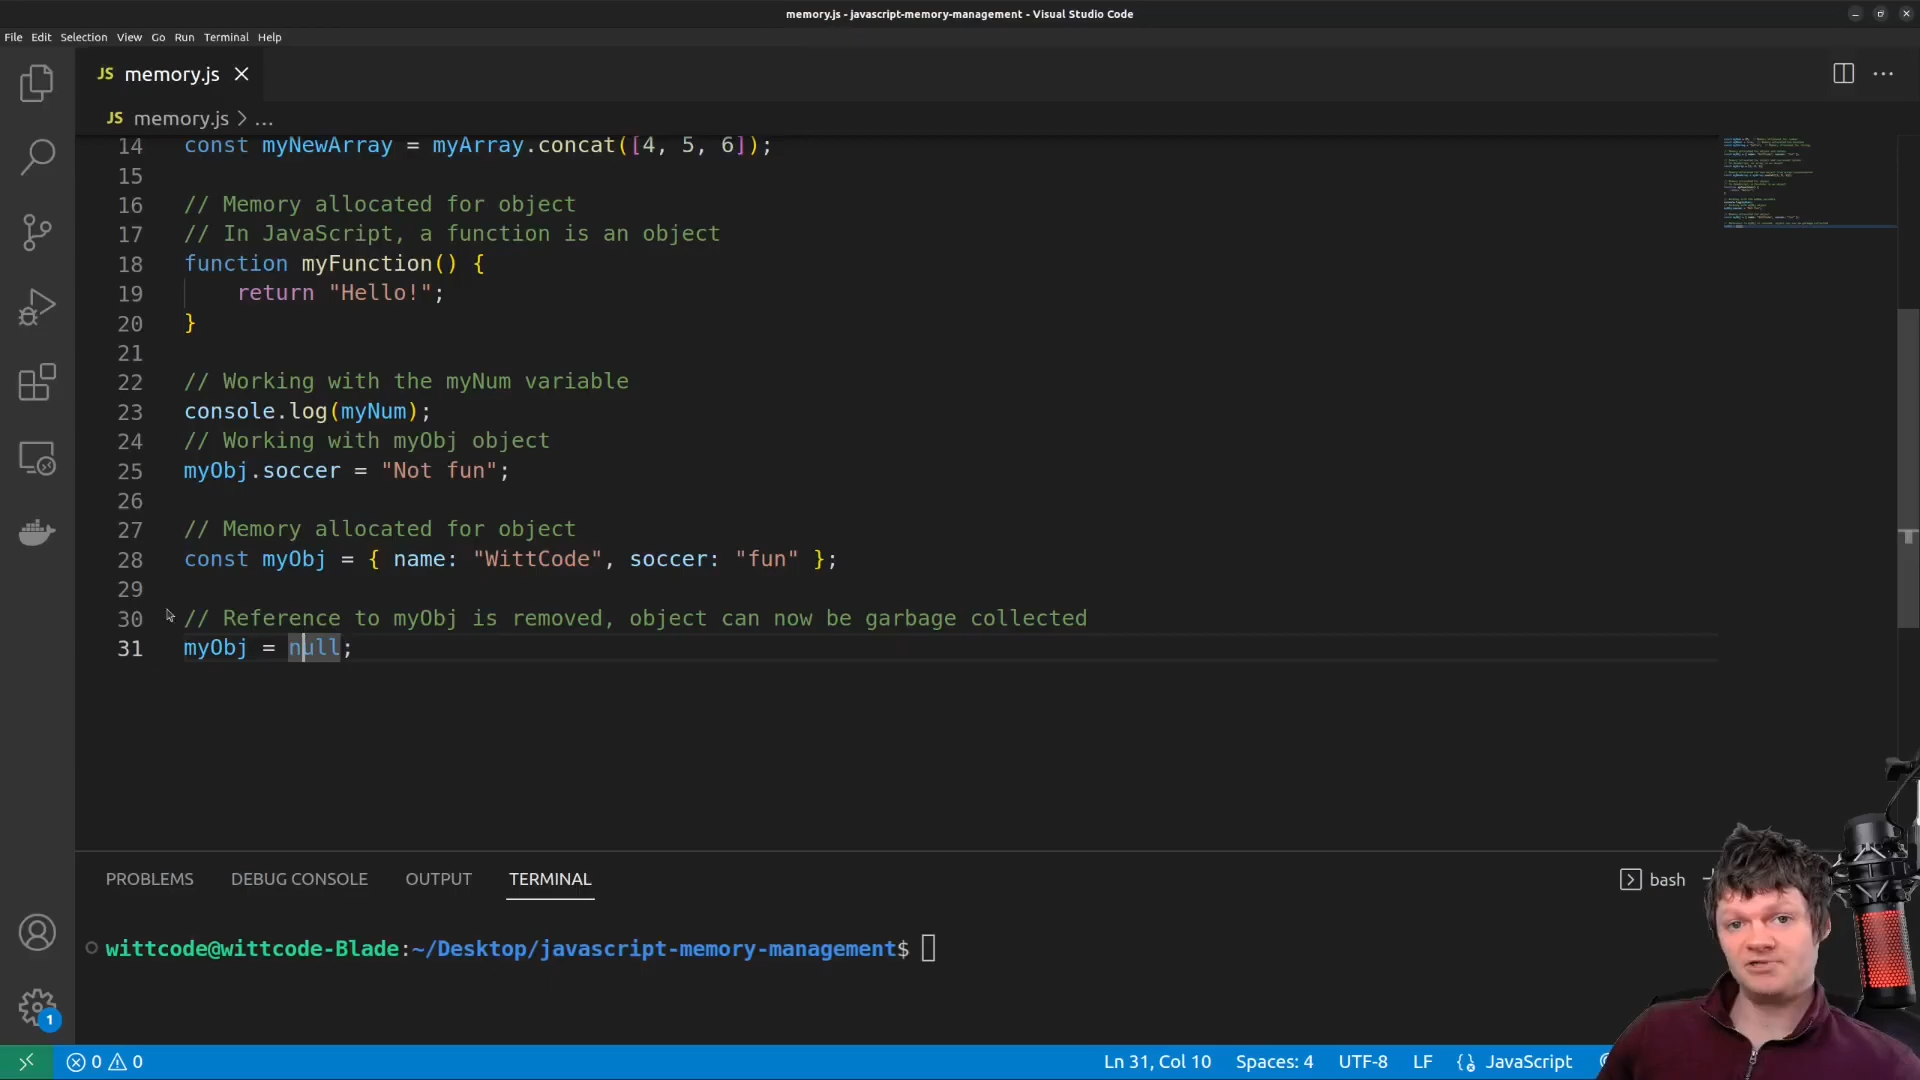 memory.js - javascript-memory-management - Visual Studio Code
File Edit Selection View Go Run Terminal Help
JS memory.js
JS memory.js > ...
14 const myNewArray = myArray.concat([4, 5, 6]);
15
16 // Memory allocated for object
17 // In JavaScript, a function is an object
18 function myFunction() {
19 return "Hello!";
20 }
21
22 // Working with the myNum variable
23 console.log(myNum);
24 // Working with myObj object
25 myObj.soccer = "Not fun";
26
27 // Memory allocated for object
28 const myObj = { name: "WittCode", soccer: "fun" };
29
30 // Reference to myObj is removed, object can now be garbage collected
31 myObj = null;
PROBLEMS DEBUG CONSOLE OUTPUT TERMINAL
bash
wittcode@wittcode-Blade:~/Desktop/javascript-memory-management$
1
0 0 Ln 31, Col 10 Spaces: 4 UTF-8 LF JavaScript